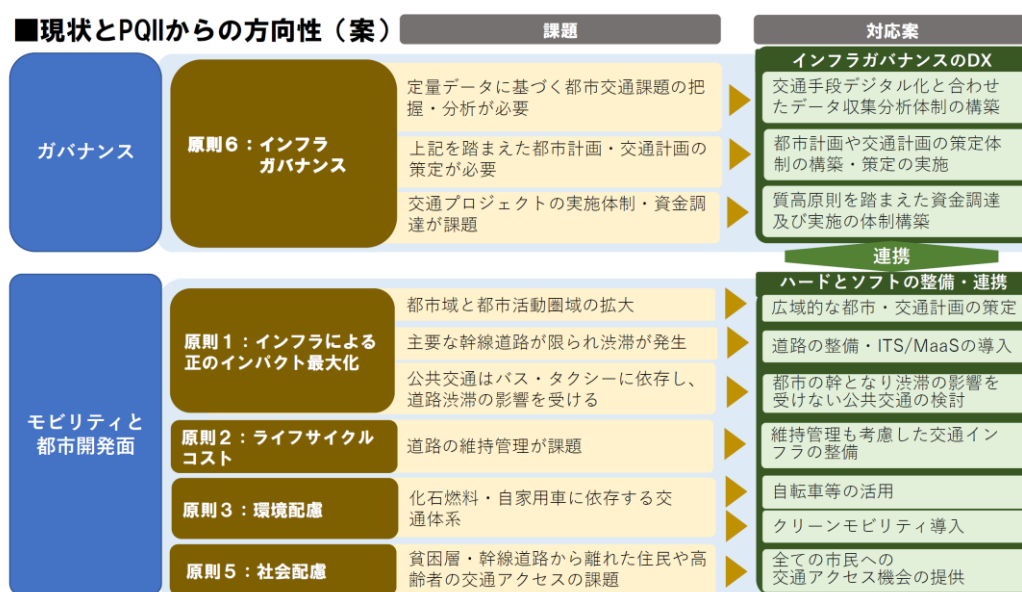 ■現状とPQIIからの方向性（案）
課題
対応案
ガバナンス
原則６：インフラ
ガバナンス
定量データに基づく都市交通課題の把
握・分析が必要
上記を踏まえた都市計画・交通計画の
策定が必要
交通プロジェクトの実施体制・資金調
達が課題
インフラガバナンスのDX
交通手段デジタル化と合わせ
たデータ収集分析体制の構築
都市計画や交通計画の策定体
制の構築・策定の実施
質高原則を踏まえた資金調達
及び実施の体制構築
連携
モビリティと
都市開発面
ハードとソフトの整備・連携
原則１：インフラによる
正のインパクト最大化
都市域と都市活動圏域の拡大
広域的な都市・交通計画の策定
主要な幹線道路が限られ渋滞が発生
道路の整備・ITS/MaaSの導入
公共交通はバス・タクシーに依存し、
道路渋滞の影響を受ける
都市の幹となり渋滞の影響を
受けない公共交通の検討
原則２：ライフサイクル
コスト
道路の維持管理が課題
維持管理も考慮した交通イン
フラの整備
原則３：環境配慮
化石燃料・自家用車に依存する交
通体系
自転車等の活用
クリーンモビリティ導入
原則５：社会配慮
貧困層・幹線道路から離れた住民や高
齢者の交通アクセスの課題
全ての市民への
交通アクセス機会の提供